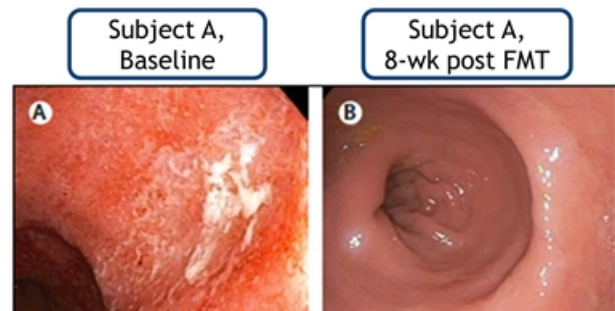 Subject A,
Baseline
Subject A,
8-wk post FMT
A
B